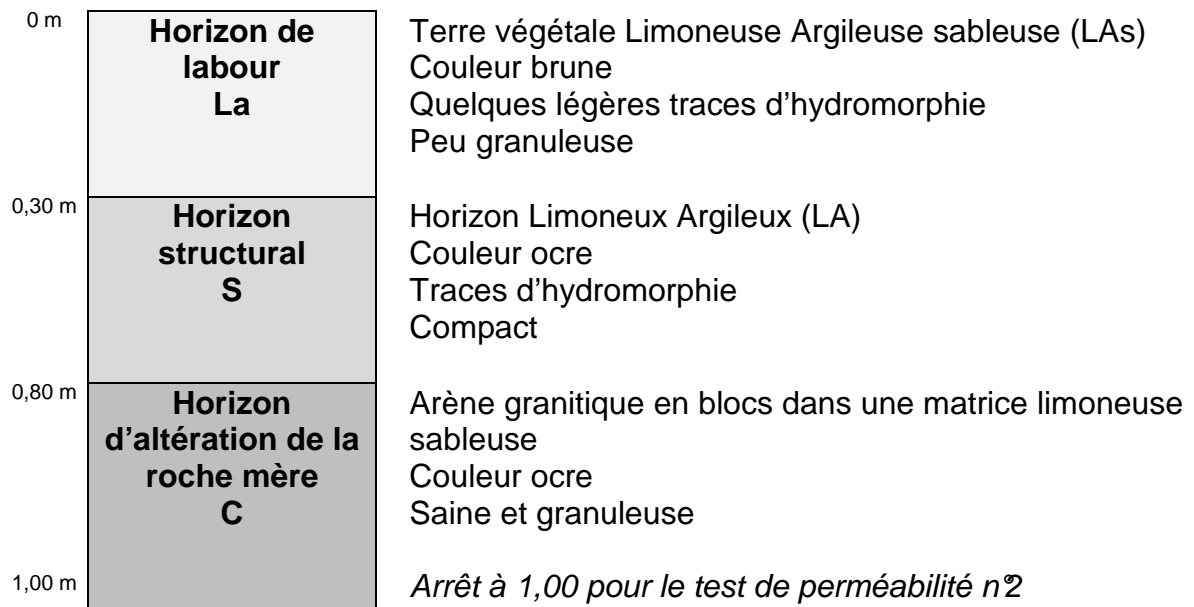 0 m
Horizon de
labour
La
Terre végétale Limoneuse Argileuse sableuse (LAs)
Couleur brune
Quelques légères traces d'hydromorphie
Peu granuleuse
0,30 m
Horizon
structural
S
Horizon Limoneux Argileux (LA)
Couleur ocre
Traces d'hydromorphie
Compact
0,80 m
Horizon
d'altération de la
roche mère
C
Arène granitique en blocs dans une matrice limoneuse
sableuse
Couleur ocre
Saine et granuleuse
1,00 m
Arrêt à 1,00 pour le test de perméabilité n°2